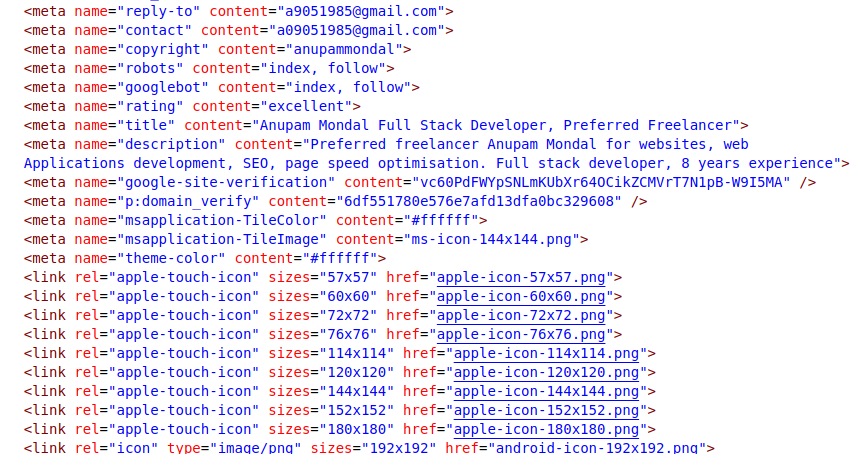 <meta name="reply-to" content="a9051985@gmail.com">
<meta name="contact" content="a09051985@gmail.com">
<meta name="copyright" content="anupammondal">
<meta name="robots" content="index, follow">
<meta name="googlebot" content="index, follow">
<meta name="rating" content="excellent">
<meta name="title" content="Anupam Mondal Full Stack Developer, Preferred Freelancer">
<meta name="description" content="Preferred freelancer Anupam Mondal for websites, web
Applications development, SEO, page speed optimisation. Full stack developer, 8 years experience">
<meta name="google-site-verification" content="vc60PdFWYpSNLmKUbXr64OCikZCMVrT7N1pB-W9I5MA" />
<meta name="p:domain_verify" content="6df551780e576e7afd13dfa0bc329608" />
<meta name="msapplication-TileColor" content="#ffffff">
<meta name="msapplication-TileImage" content="ms-icon-144x144.png">
<meta name="theme-color" content="#ffffff">
<link rel="apple-touch-icon" sizes="57x57" href="apple-icon-57x57.png">
<link rel="apple-touch-icon" sizes="60x60" href="apple-icon-60x60.png">
<link rel="apple-touch-icon" sizes="72x72" href="apple-icon-72x72.png">
<link rel="apple-touch-icon" sizes="76x76" href="apple-icon-76x76.png">
<link rel="apple-touch-icon" sizes="114x114" href="apple-icon-114x114.png">
<link rel="apple-touch-icon" sizes="120x120" href="apple-icon-120x120.png">
<link rel="apple-touch-icon" sizes="144x144" href="apple-icon-144x144.png">
<link rel="apple-touch-icon" sizes="152x152" href="apple-icon-152x152.png">
<link rel="apple-touch-icon" sizes="180x180" href="apple-icon-180x180.png">
<link rel="icon" type="image/png" sizes="192x192" href="android-icon-192x192.png">